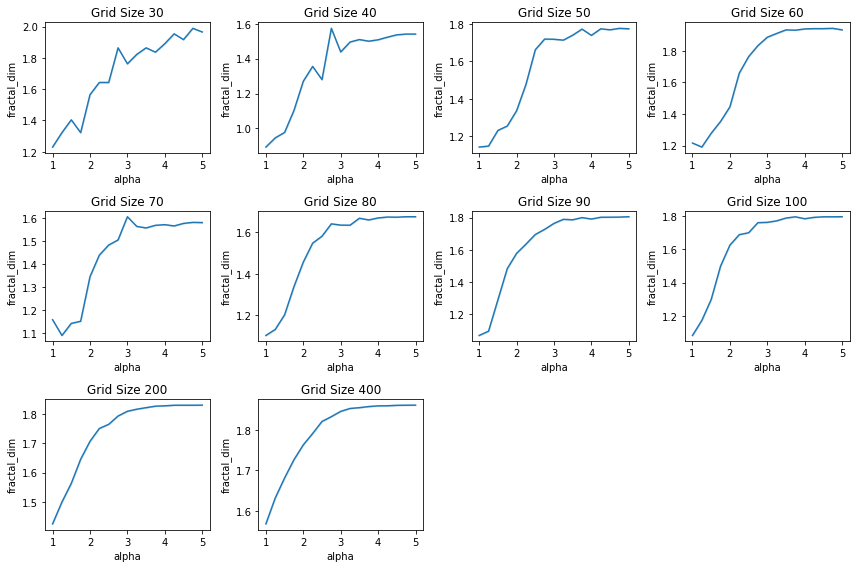 Grid Size 30
Grid Size 40
Grid Size 50
Grid Size 60
fractal_dim
2.0
1.8
1.6
1.4
1.2
1 2 3 4 5
alpha
fractal_dim
1.6
1.4
1.2
1.0
1 2 3 4 5
alpha
fractal_dim
1.8
1.6
1.4
1.2
1 2 3 4 5
alpha
fractal_dim
1.8
1.6
1.4
1.2
1 2 3 4 5
alpha
Grid Size 70
Grid Size 80
Grid Size 90
Grid Size 100
fractal_dim
1.6
1.5
1.4
1.3
1.2
1.1
1 2 3 4 5
alpha
fractal_dim
1.6
1.4
1.2
1 2 3 4 5
alpha
fractal_dim
1.8
1.6
1.4
1.2
1 2 3 4 5
alpha
fractal_dim
1.8
1.6
1.4
1.2
1 2 3 4 5
alpha
Grid Size 200
Grid Size 400
fractal_dim
1.8
1.7
1.6
1.5
1 2 3 4 5
alpha
fractal_dim
1.8
1.7
1.6
1 2 3 4 5
alpha